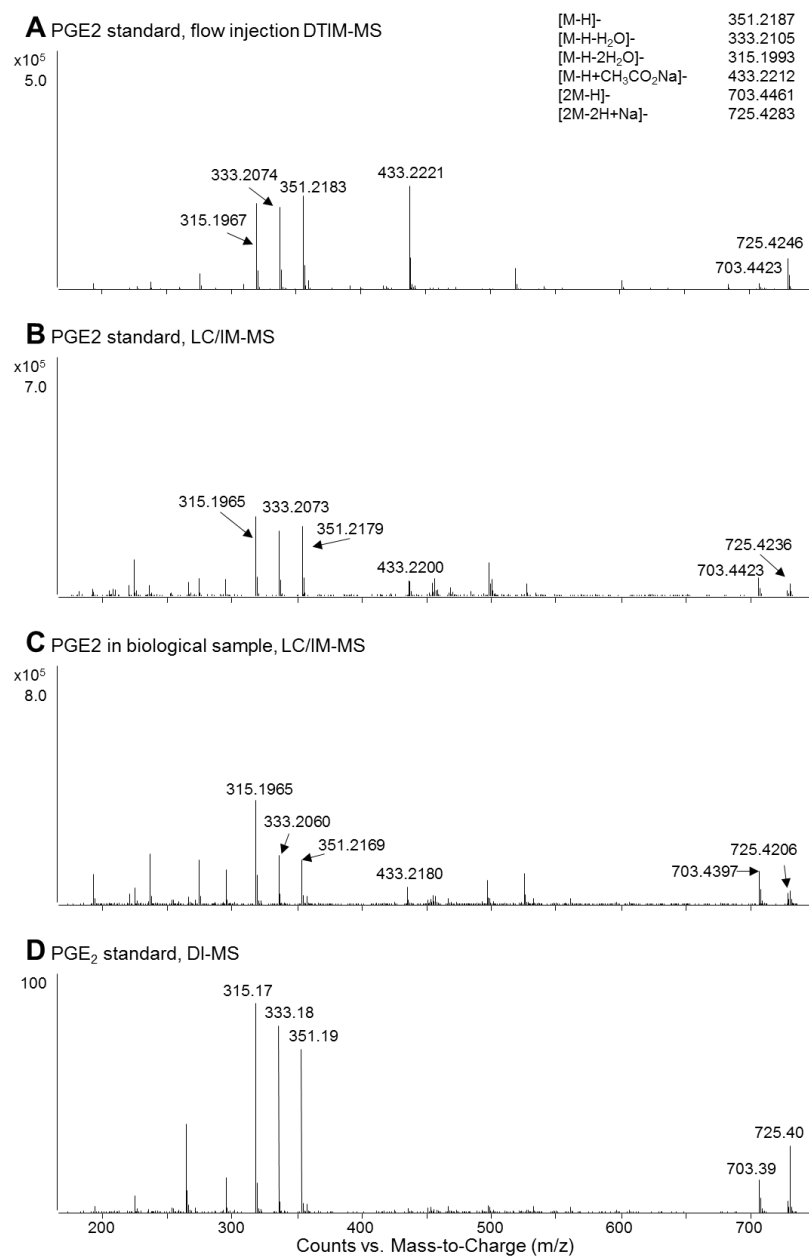 A PGE2 standard, flow injection DTIM-MS
[M-H]- 351.2187
[M-H-H₂O]- 333.2105
[M-H-2H₂O]- 315.1993
[M-H+CH₃CO₂Na]- 433.2212
[2M-H]- 703.4461
[2M-2H+Na]- 725.4283
x10⁵
5.0
333.2074
351.2183
433.2221
315.1967
725.4246
703.4423
B PGE2 standard, LC/IM-MS
x10⁵
7.0
315.1965
333.2073
351.2179
433.2200
725.4236
703.4423
C PGE2 in biological sample, LC/IM-MS
x10⁵
8.0
315.1965
333.2060
351.2169
433.2180
725.4206
703.4397
D PGE₂ standard, DI-MS
100
315.17
333.18
351.19
725.40
703.39
200 300 400 500 600 700
Counts vs. Mass-to-Charge (m/z)